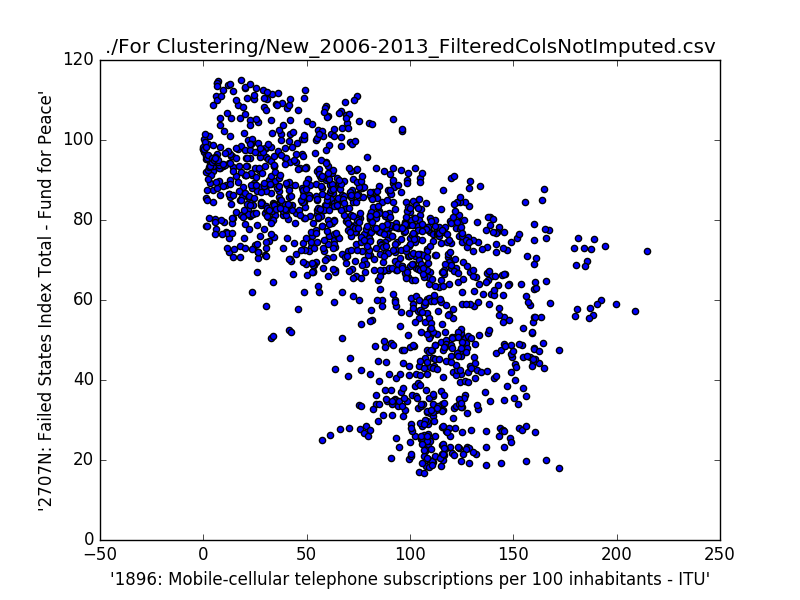 ./For Clustering/New_2006-2013_FilteredColsNotImputed.csv
120
100
80
60
40
20
0
'2707N: Failed States Index Total - Fund for Peace'
−50 0 50 100 150 200 250
'1896: Mobile-cellular telephone subscriptions per 100 inhabitants - ITU'